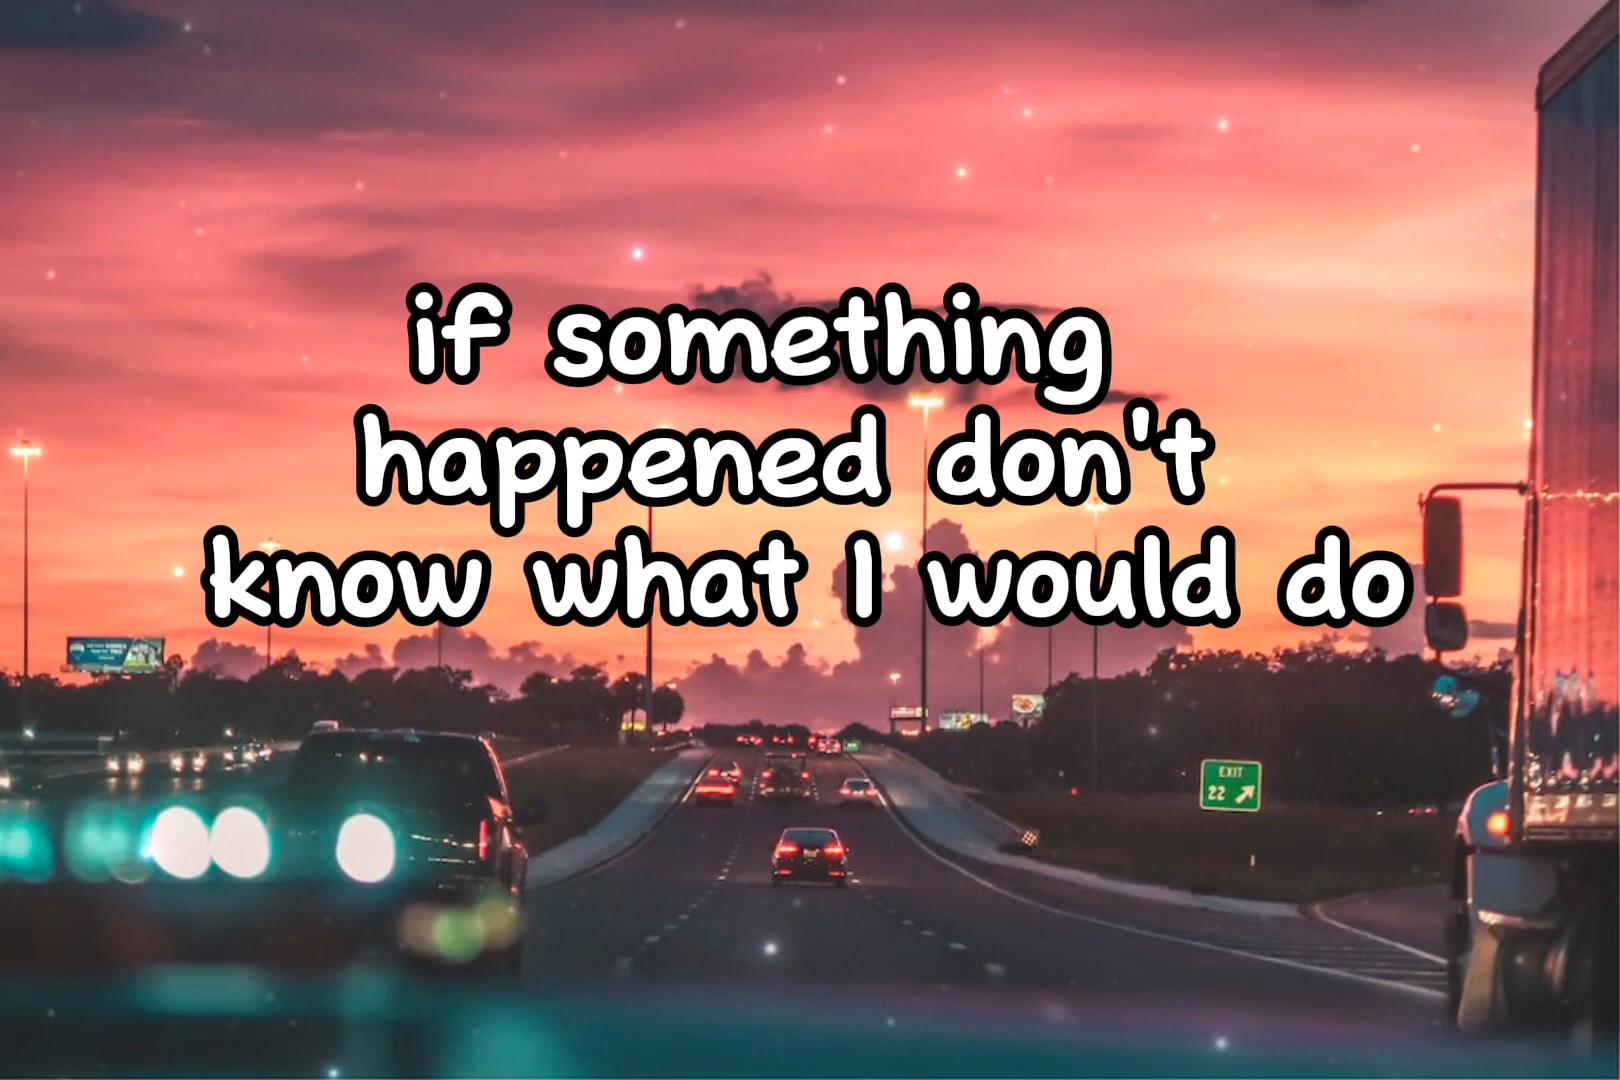 if something
happened don't
know what I would do
EXIT
22